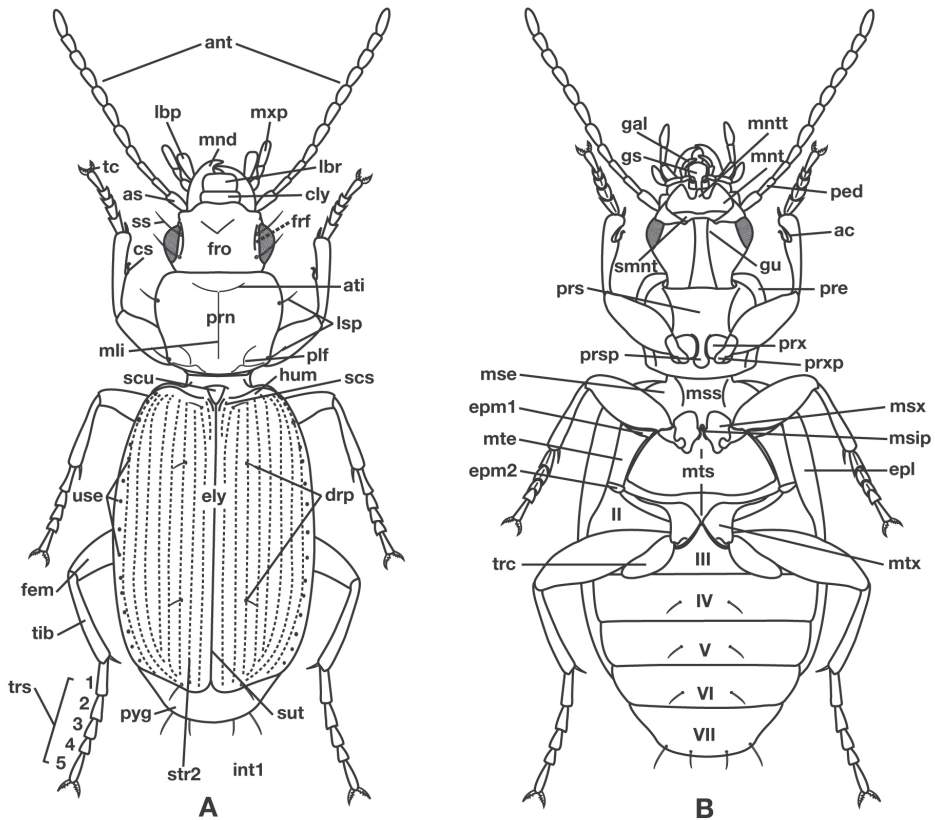 ant
lbp
mxp
mnd
lbr
tc
as
cly
ss
frf
fro
cs
ati
prn
lsp
mli
plf
scu
hum
scs
use
ely
drp
fem
tib
trs
1
2
3
4
5
pyg
sut
str2
int1
A
gal
mntt
gs
mnt
ped
ac
smnt
gu
prs
pre
prx
prsp
prxp
mse
mss
epm1
msx
mte
msip
mts
epm2
epl
II
trc
III
mtx
IV
V
VI
VII
B